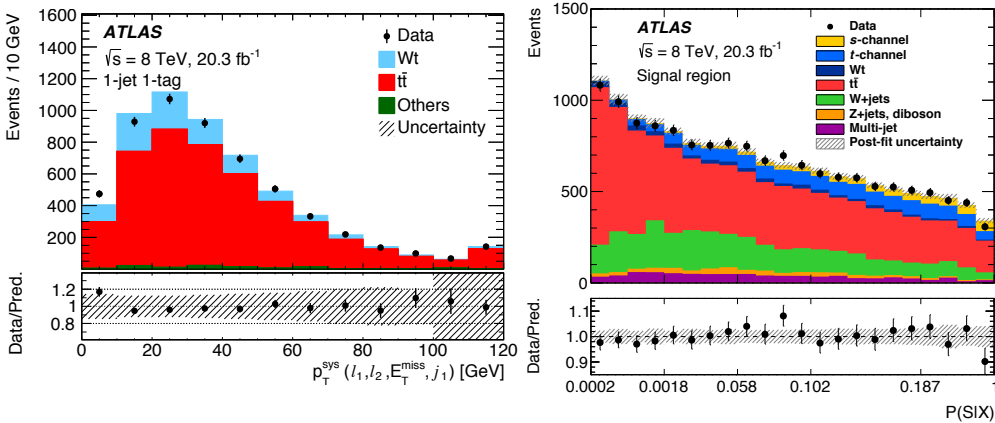 Events / 10 GeV
1600
1400
1200
1000
800
600
400
200
ATLAS
√s = 8 TeV, 20.3 fb⁻¹
1-jet 1-tag
Data
Wt
tt̄
Others
Uncertainty
Data/Pred.
1.2
1.0
0.8
0 20 40 60 80 100 120
p_T^sys (l₁,l₂,E_T^miss,j₁) [GeV]
Events
1500
1000
500
0
ATLAS
√s = 8 TeV, 20.3 fb⁻¹
Signal region
Data
s-channel
t-channel
Wt
tt̄
W+jets
Z+jets, diboson
Multi-jet
Post-fit uncertainty
Data/Pred.
1.1
1.0
0.9
0.0002 0.0018 0.058 0.102 0.187 1
P(S|X)